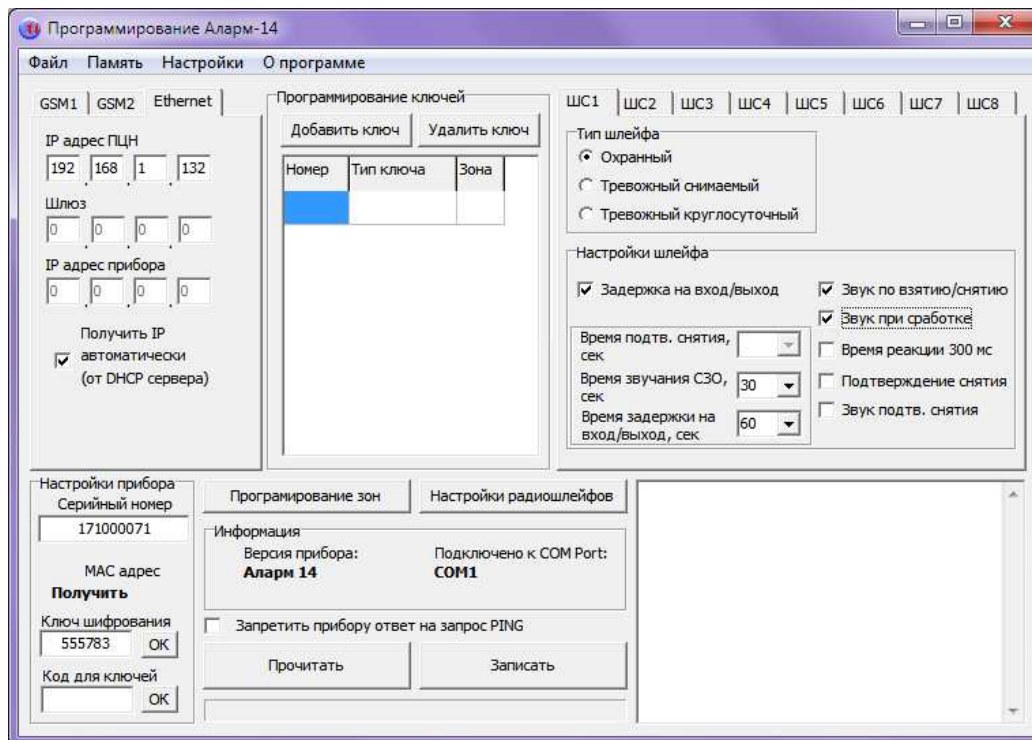 Программирование Аларм-14
Файл Память Настройки О программе
GSM1 GSM2 Ethernet
IP адрес ПЦН
192 . 168 . 1 . 132
Шлюз
0 . 0 . 0 . 0
IP адрес прибора
0 . 0 . 0 . 0
Получить IP
автоматически
(от DHCP сервера)
Программирование ключей
Добавить ключ Удалить ключ
Номер Тип ключа Зона
ШС1 ШС2 ШС3 ШС4 ШС5 ШС6 ШС7 ШС8
Тип шлейфа
Охранный
Тревожный снимаемый
Тревожный круглосуточный
Настройки шлейфа
Задержка на вход/выход
Время подтв. снятия,
сек
Время звучания СЗО,
сек
30
Время задержки на
вход/выход, сек
60
Звук по взятию/снятию
Звук при сработке
Время реакции 300 мс
Подтверждение снятия
Звук подтв. снятия
Настройки прибора
Серийный номер
171000071
MAC адрес
Получить
Ключ шифрования
555783 OK
Код для ключей
OK
Програмирование зон Настройки радиошлейфов
Информация
Версия прибора: Подключено к COM Port:
Аларм 14 COM1
Запретить прибору ответ на запрос PING
Прочитать Записать